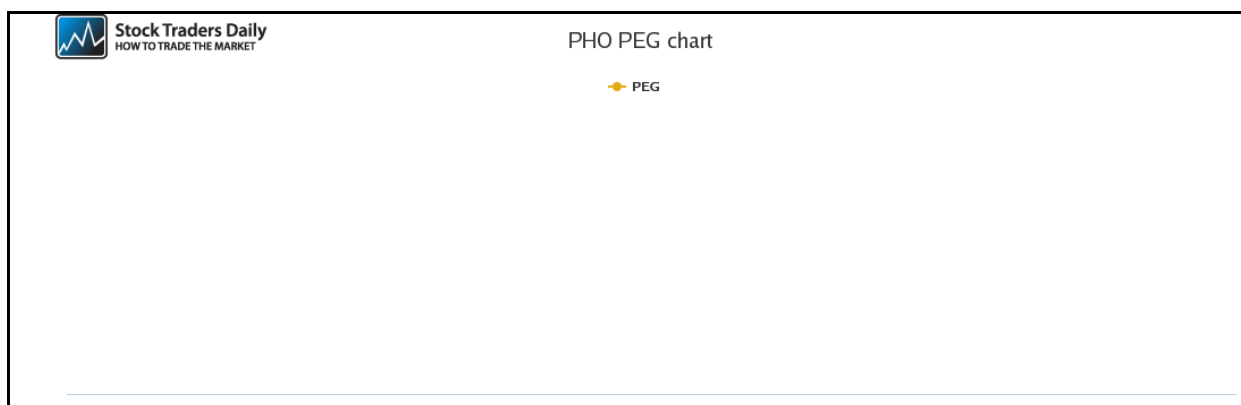 Stock Traders Daily
HOW TO TRADE THE MARKET
PHO PEG chart
PEG